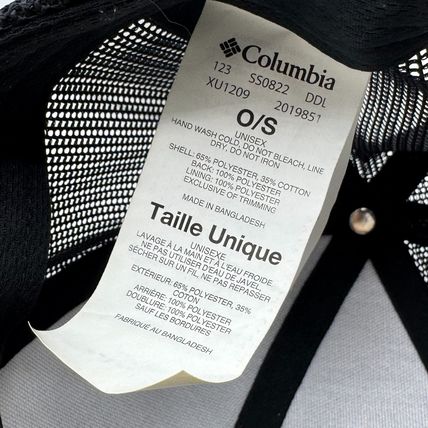 Columbia
123 SS0822 DDL
XU1209 2019851
O/S
UNISEX
HAND WASH COLD, DO NOT BLEACH, LINE
DRY, DO NOT IRON
SHELL: 65% POLYESTER, 35% COTTON
BACK: 100% POLYESTER
LINING: 100% POLYESTER
EXCLUSIVE OF TRIMMING
MADE IN BANGLADESH
Taille Unique
UNISEXE
LAVAGE À LA MAIN ET À L'EAU FROIDE,
NE PAS UTILISER D'EAU DE JAVEL,
SÉCHER SUR UN FIL, NE PAS REPASSER
EXTÉRIEUR: 65% POLYESTER, 35%
COTON
ARRIÈRE: 100% POLYESTER
DOUBLURE: 100% POLYESTER
SAUF LES BORDURES
FABRIQUÉ AU BANGLADESH